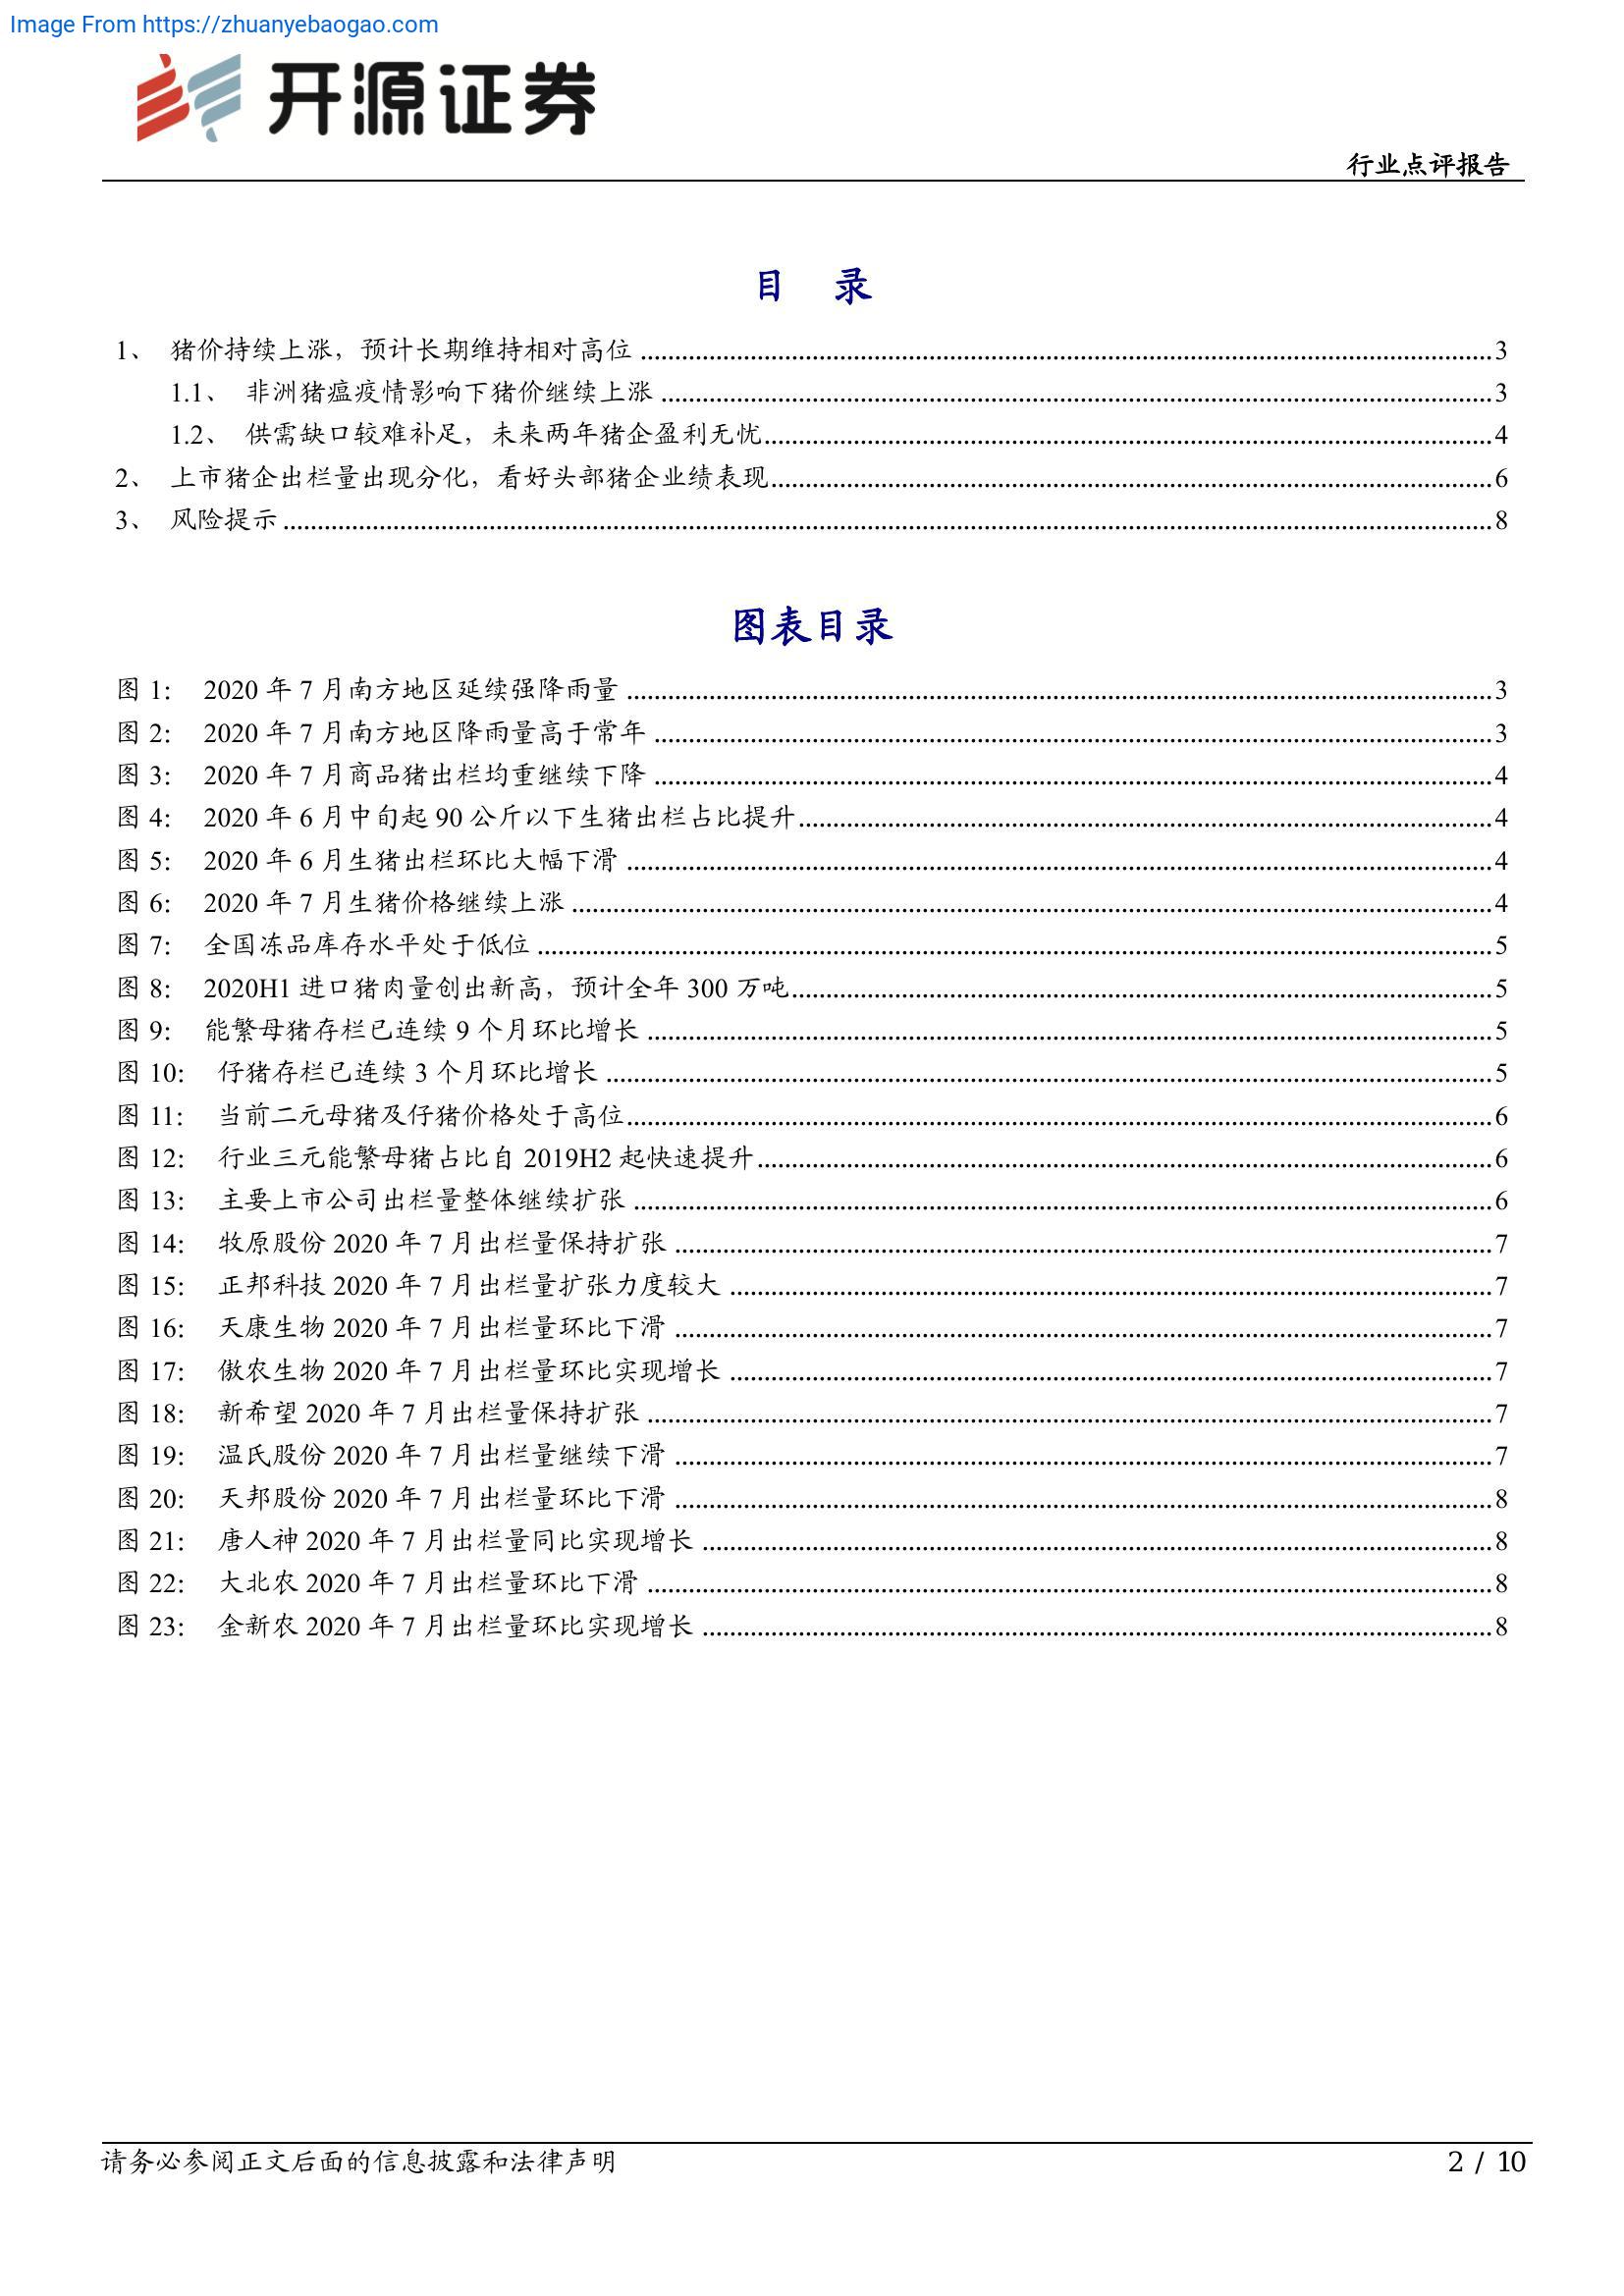 Image From https://zhuanyebaogao.com
开源证券
行业点评报告
目 录
1、 猪价持续上涨，预计长期维持相对高位 ........ 3
1.1、 非洲猪瘟疫情影响下猪价继续上涨 ........ 3
1.2、 供需缺口较难补足，未来两年猪企盈利无忧 ........ 4
2、 上市猪企出栏量出现分化，看好头部猪企业绩表现 ........ 6
3、 风险提示 ........ 8
图表目录
图 1： 2020 年 7 月南方地区延续强降雨量 ........ 3
图 2： 2020 年 7 月南方地区降雨量高于常年 ........ 3
图 3： 2020 年 7 月商品猪出栏均重继续下降 ........ 4
图 4： 2020 年 6 月中旬起 90 公斤以下生猪出栏占比提升 ........ 4
图 5： 2020 年 6 月生猪出栏环比大幅下滑 ........ 4
图 6： 2020 年 7 月生猪价格继续上涨 ........ 4
图 7： 全国冻品库存水平处于低位 ........ 5
图 8： 2020H1 进口猪肉量创出新高，预计全年 300 万吨 ........ 5
图 9： 能繁母猪存栏已连续 9 个月环比增长 ........ 5
图 10： 仔猪存栏已连续 3 个月环比增长 ........ 5
图 11： 当前二元母猪及仔猪价格处于高位 ........ 6
图 12： 行业三元能繁母猪占比自 2019H2 起快速提升 ........ 6
图 13： 主要上市公司出栏量整体继续扩张 ........ 6
图 14： 牧原股份 2020 年 7 月出栏量保持扩张 ........ 7
图 15： 正邦科技 2020 年 7 月出栏量扩张力度较大 ........ 7
图 16： 天康生物 2020 年 7 月出栏量环比下滑 ........ 7
图 17： 傲农生物 2020 年 7 月出栏量环比实现增长 ........ 7
图 18： 新希望 2020 年 7 月出栏量保持扩张 ........ 7
图 19： 温氏股份 2020 年 7 月出栏量继续下滑 ........ 7
图 20： 天邦股份 2020 年 7 月出栏量环比下滑 ........ 8
图 21： 唐人神 2020 年 7 月出栏量同比实现增长 ........ 8
图 22： 大北农 2020 年 7 月出栏量环比下滑 ........ 8
图 23： 金新农 2020 年 7 月出栏量环比实现增长 ........ 8
请务必参阅正文后面的信息披露和法律声明
2 / 10